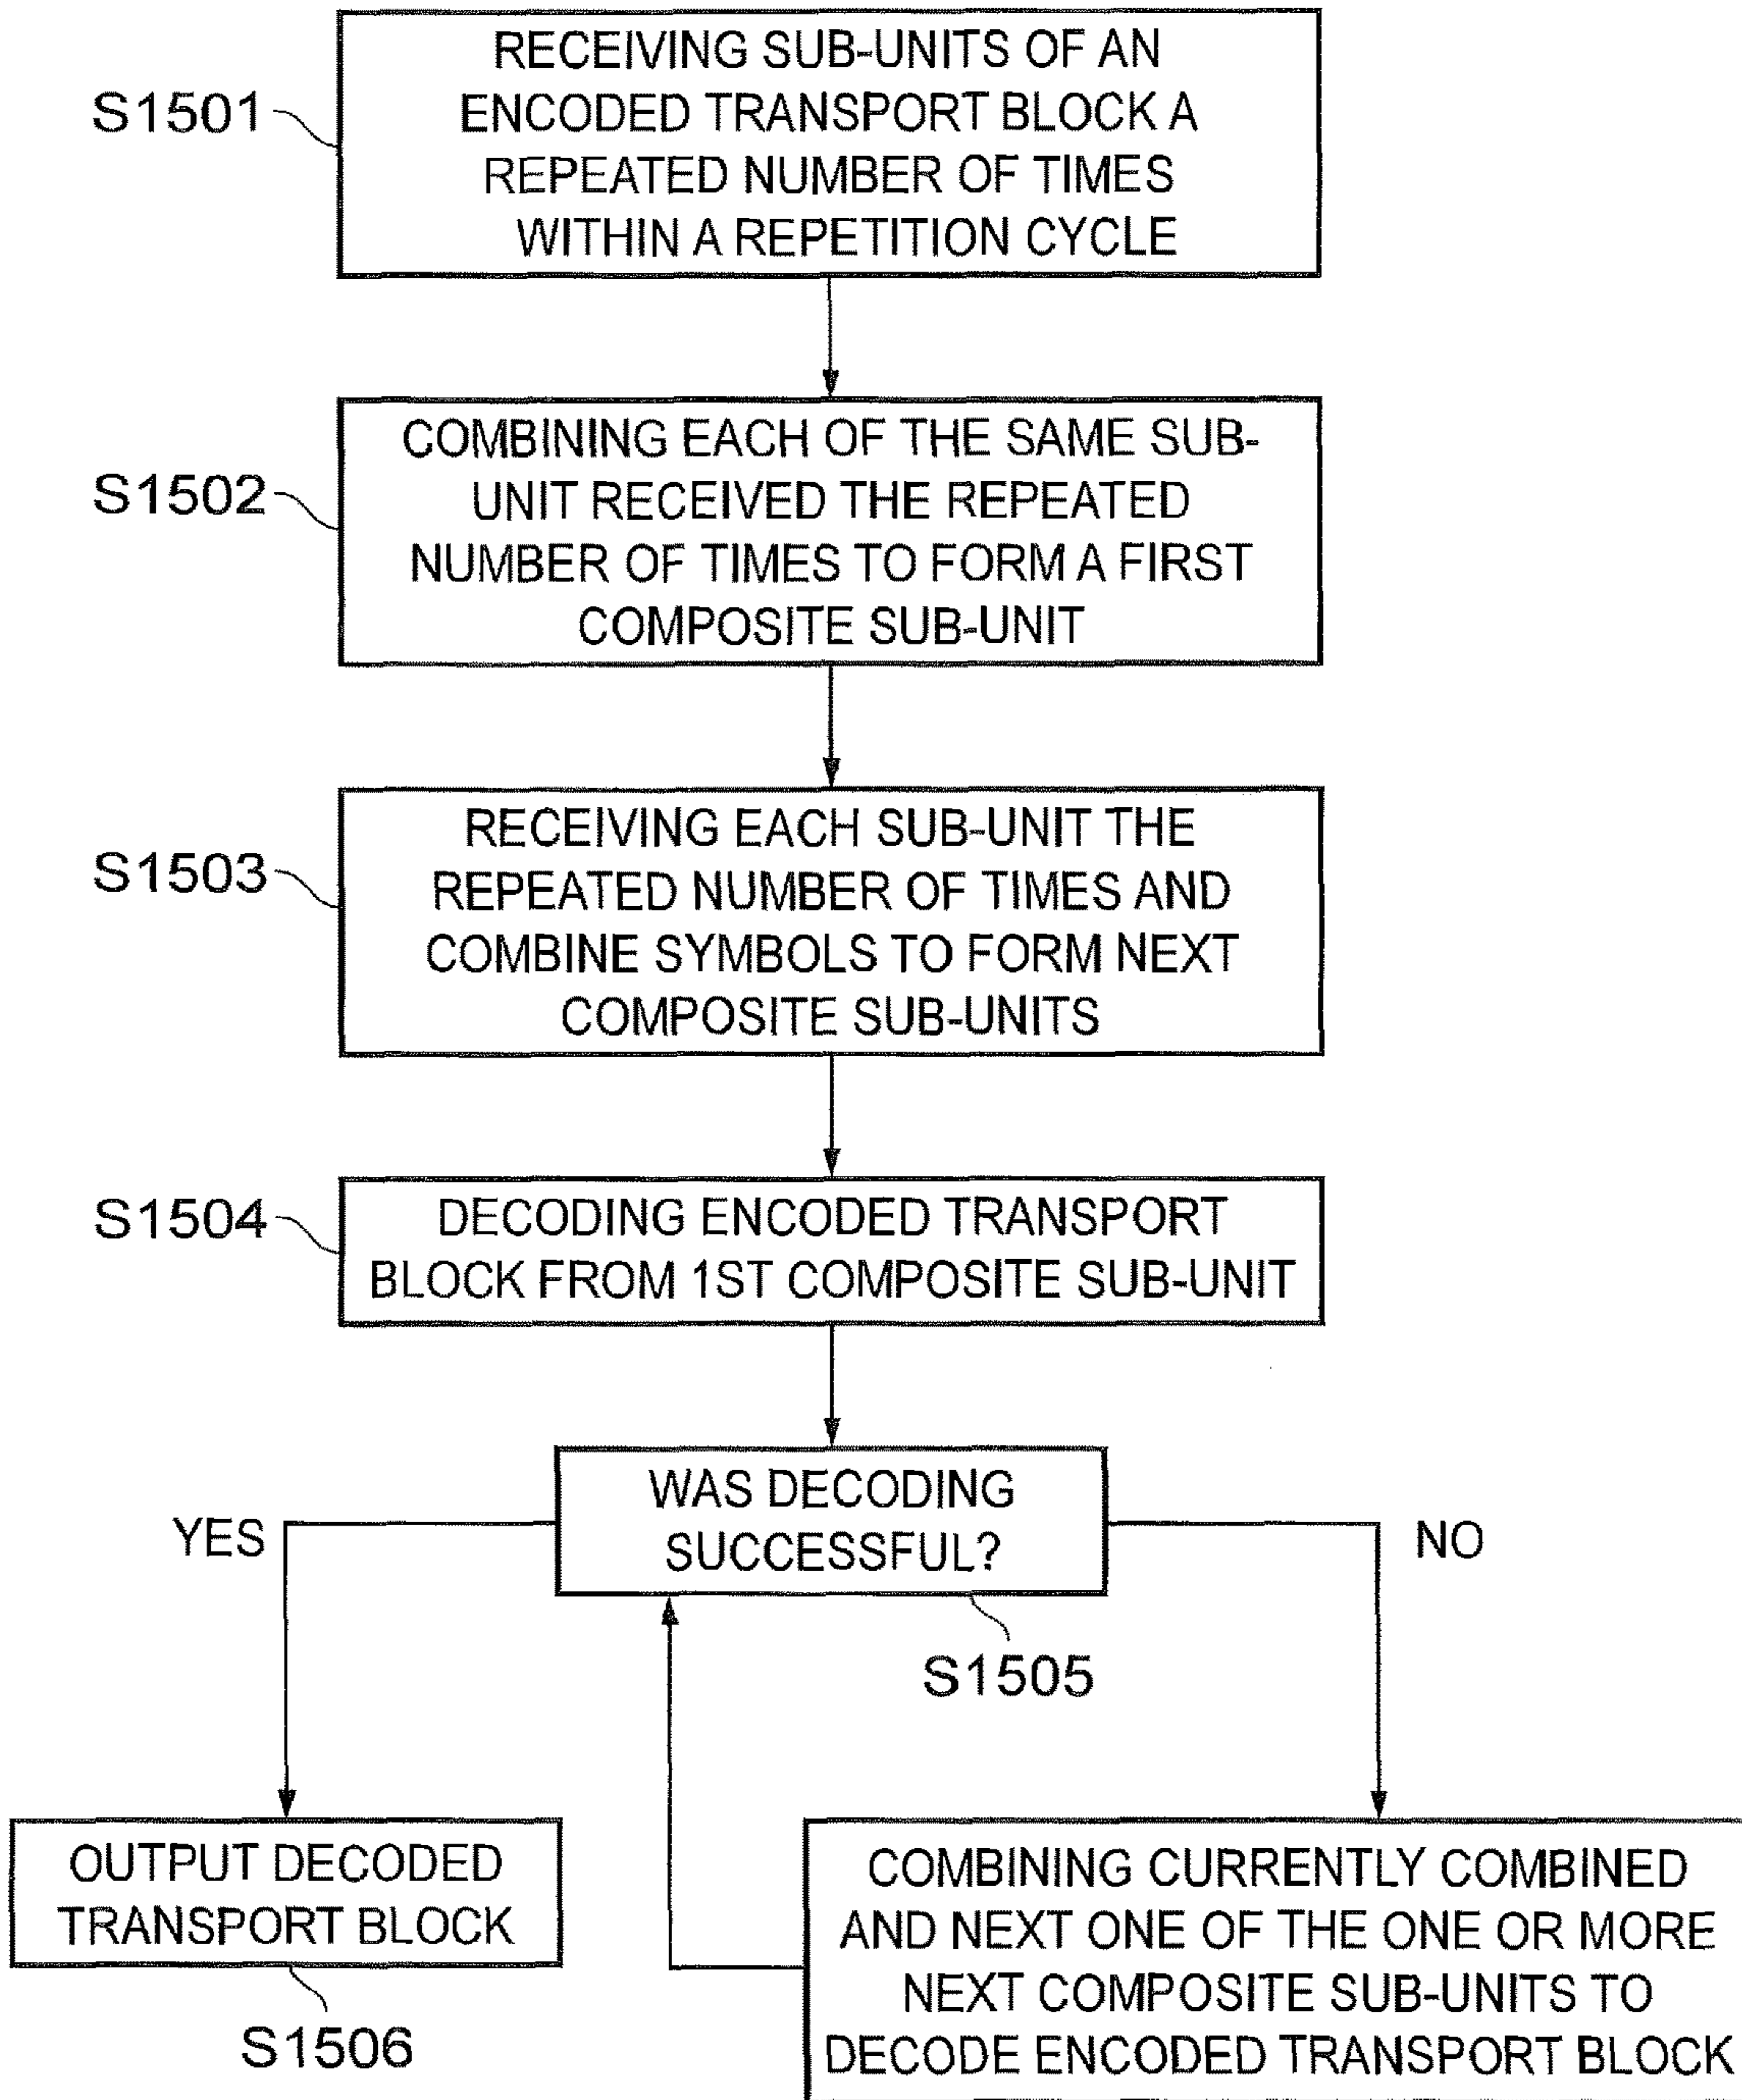 S1501
RECEIVING SUB-UNITS OF AN
ENCODED TRANSPORT BLOCK A
REPEATED NUMBER OF TIMES
WITHIN A REPETITION CYCLE
S1502
COMBINING EACH OF THE SAME SUB-
UNIT RECEIVED THE REPEATED
NUMBER OF TIMES TO FORM A FIRST
COMPOSITE SUB-UNIT
S1503
RECEIVING EACH SUB-UNIT THE
REPEATED NUMBER OF TIMES AND
COMBINE SYMBOLS TO FORM NEXT
COMPOSITE SUB-UNITS
S1504
DECODING ENCODED TRANSPORT
BLOCK FROM 1ST COMPOSITE SUB-UNIT
WAS DECODING
SUCCESSFUL?
YES
NO
S1505
OUTPUT DECODED
TRANSPORT BLOCK
S1506
COMBINING CURRENTLY COMBINED
AND NEXT ONE OF THE ONE OR MORE
NEXT COMPOSITE SUB-UNITS TO
DECODE ENCODED TRANSPORT BLOCK